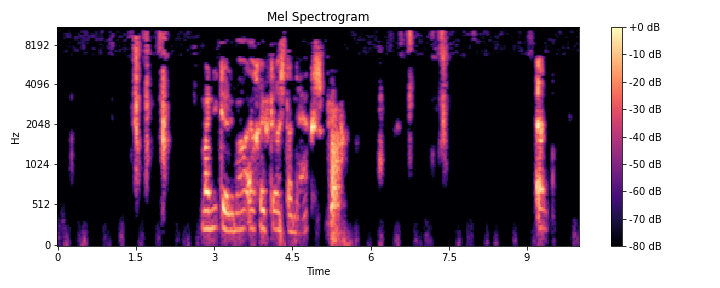 Mel Spectrogram
8192
4096
2048
1024
512
0
Hz
0 1.5 3 4.5 6 7.5 9
Time
+0 dB
-10 dB
-20 dB
-30 dB
-40 dB
-50 dB
-60 dB
-70 dB
-80 dB